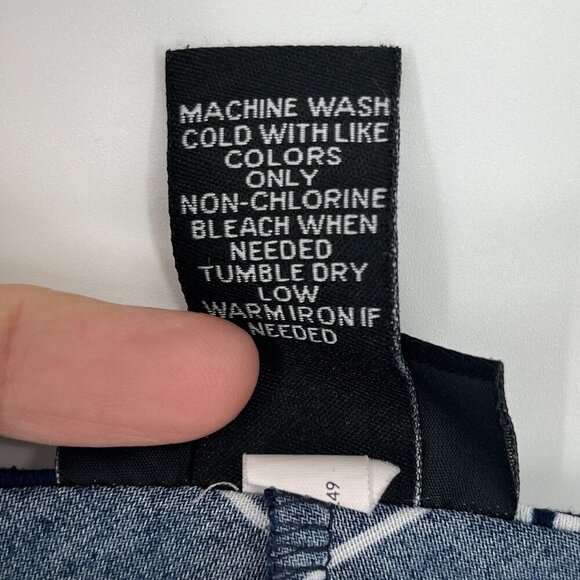 MACHINE WASH
COLD WITH LIKE
COLORS
ONLY
NON-CHLORINE
BLEACH WHEN
NEEDED
TUMBLE DRY
LOW
WARM IRON IF
NEEDED
49